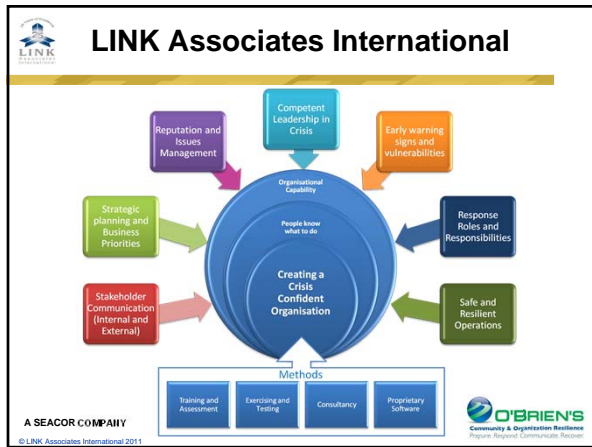 LINK
Associates
International
LINK Associates International
Competent
Leadership in
Crisis
Reputation and
Issues
Management
Early warning
signs and
vulnerabilities
Organisational
Capability
Strategic
planning and
Business
Priorities
People know
what to do
Response
Roles and
Responsibilities
Creating a
Crisis
Confident
Organisation
Stakeholder
Communication
(Internal and
External)
Safe and
Resilient
Operations
Methods
Training and
Assessment
Exercising and
Testing
Consultancy
Proprietary
Software
A SEACOR COMPANY
© LINK Associates International 2011
O'BRIEN'S
Community & Organization Resilience
Prepare. Respond. Communicate. Recover.